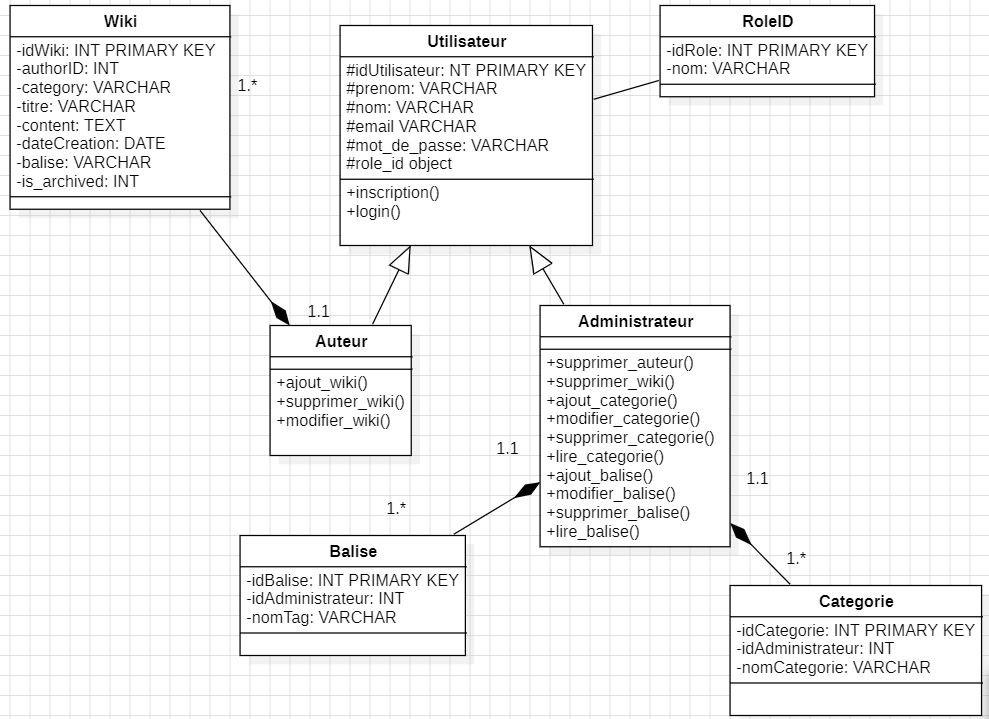 Wiki
-idWiki: INT PRIMARY KEY
-authorID: INT
-category: VARCHAR
-titre: VARCHAR
-content: TEXT
-dateCreation: DATE
-balise: VARCHAR
-is_archived: INT
1.*
Utilisateur
#idUtilisateur: NT PRIMARY KEY
#prenom: VARCHAR
#nom: VARCHAR
#email VARCHAR
#mot_de_passe: VARCHAR
#role_id object
+inscription()
+login()
RoleID
-idRole: INT PRIMARY KEY
-nom: VARCHAR
1.1
Auteur
+ajout_wiki()
+supprimer_wiki()
+modifier_wiki()
Administrateur
+supprimer_auteur()
+supprimer_wiki()
+ajout_categorie()
+modifier_categorie()
+supprimer_categorie()
+lire_categorie()
+ajout_balise()
+modifier_balise()
+supprimer_balise()
+lire_balise()
1.1
1.*
1.1
1.*
Balise
-idBalise: INT PRIMARY KEY
-idAdministrateur: INT
-nomTag: VARCHAR
Categorie
-idCategorie: INT PRIMARY KEY
-idAdministrateur: INT
-nomCategorie: VARCHAR